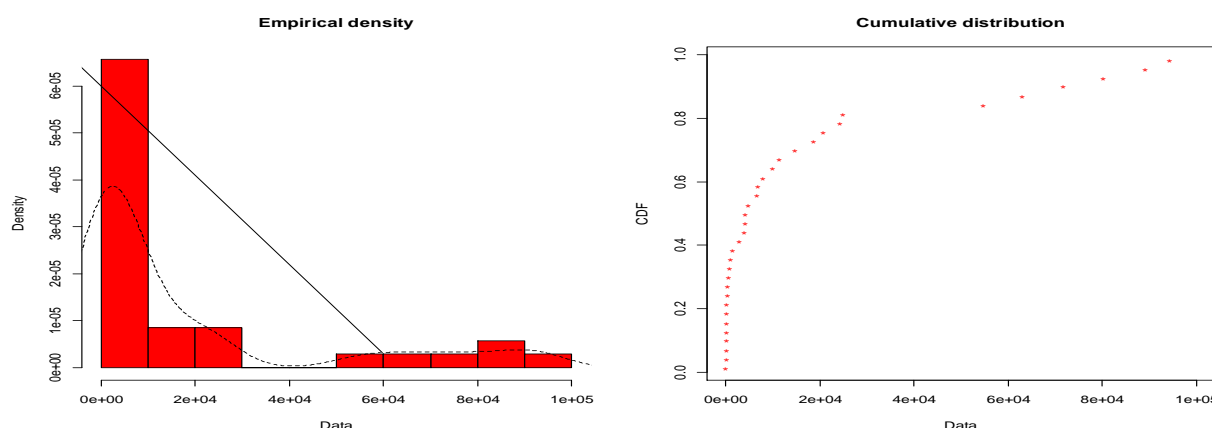 Empirical density
Density
0e+00
1e-05
2e-05
3e-05
4e-05
5e-05
6e-05
0e+00
2e+04
4e+04
6e+04
8e+04
1e+05
Data
Cumulative distribution
CDF
0.0
0.2
0.4
0.6
0.8
1.0
0e+00
2e+04
4e+04
6e+04
8e+04
1e+05
Data